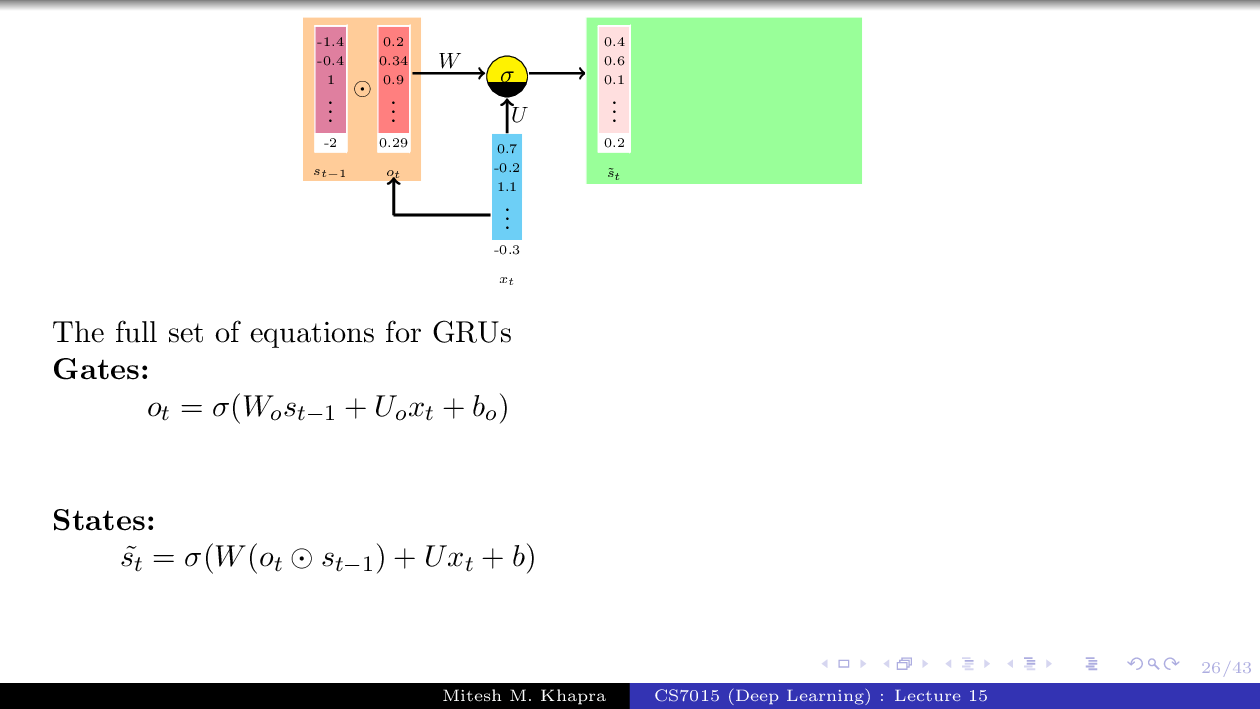 -1.4 0.2 0.4
-0.4 0.34 W σ 0.6
1 ⊙ 0.9 0.1
⋮ ⋮ U ⋮
-2 0.29 0.2
s_{t−1} o_t s̃_t
0.7
-0.2
1.1
⋮
-0.3
x_t
The full set of equations for GRUs
Gates:
o_t = σ(W_o s_{t−1} + U_o x_t + b_o)
States:
s̃_t = σ(W(o_t ⊙ s_{t−1}) + Ux_t + b)
26/43
Mitesh M. Khapra CS7015 (Deep Learning) : Lecture 15